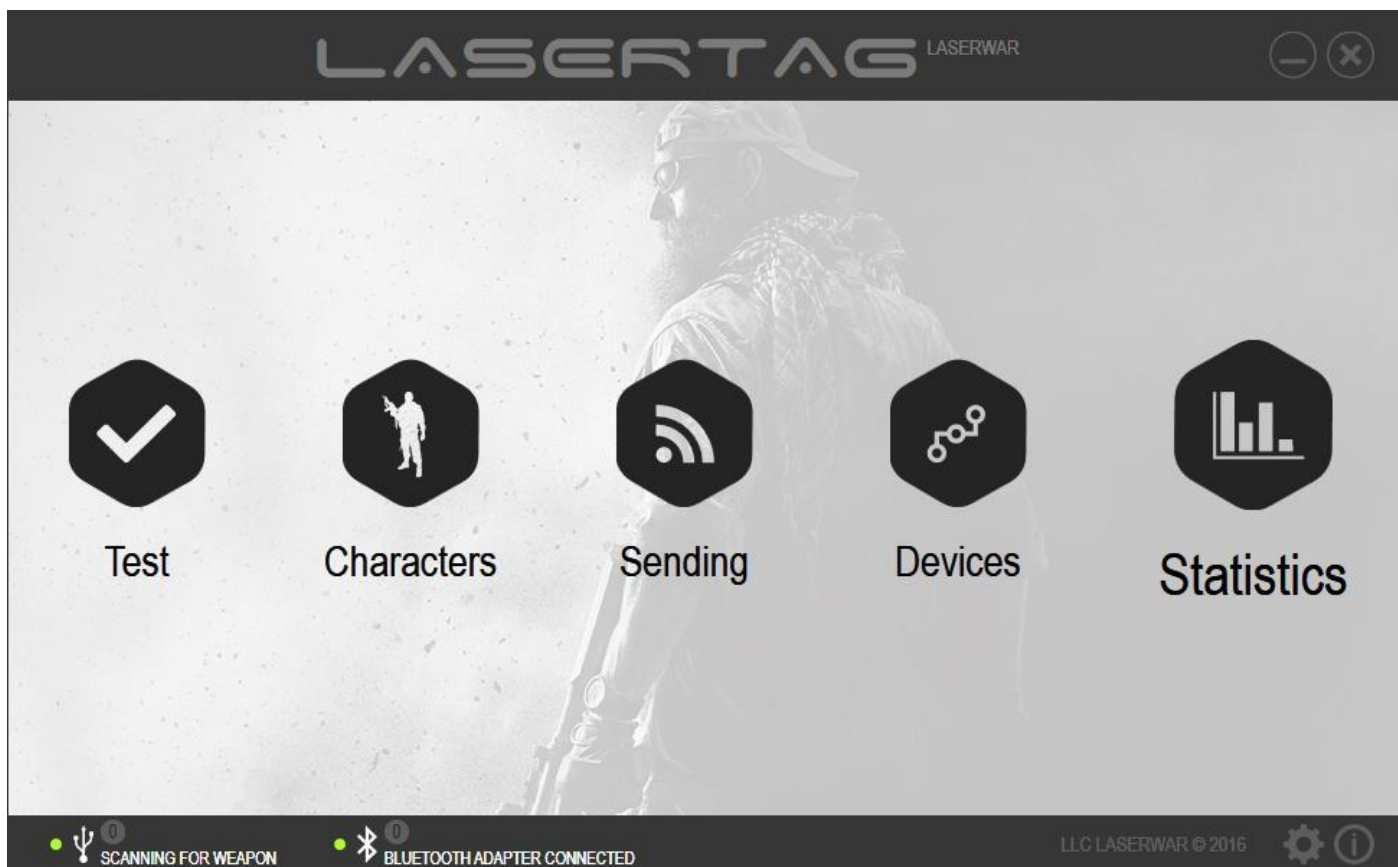 LASERTAG LASERWAR
Test Characters Sending Devices Statistics
0 0
SCANNING FOR WEAPON BLUETOOTH ADAPTER CONNECTED LLC LASERWAR © 2016